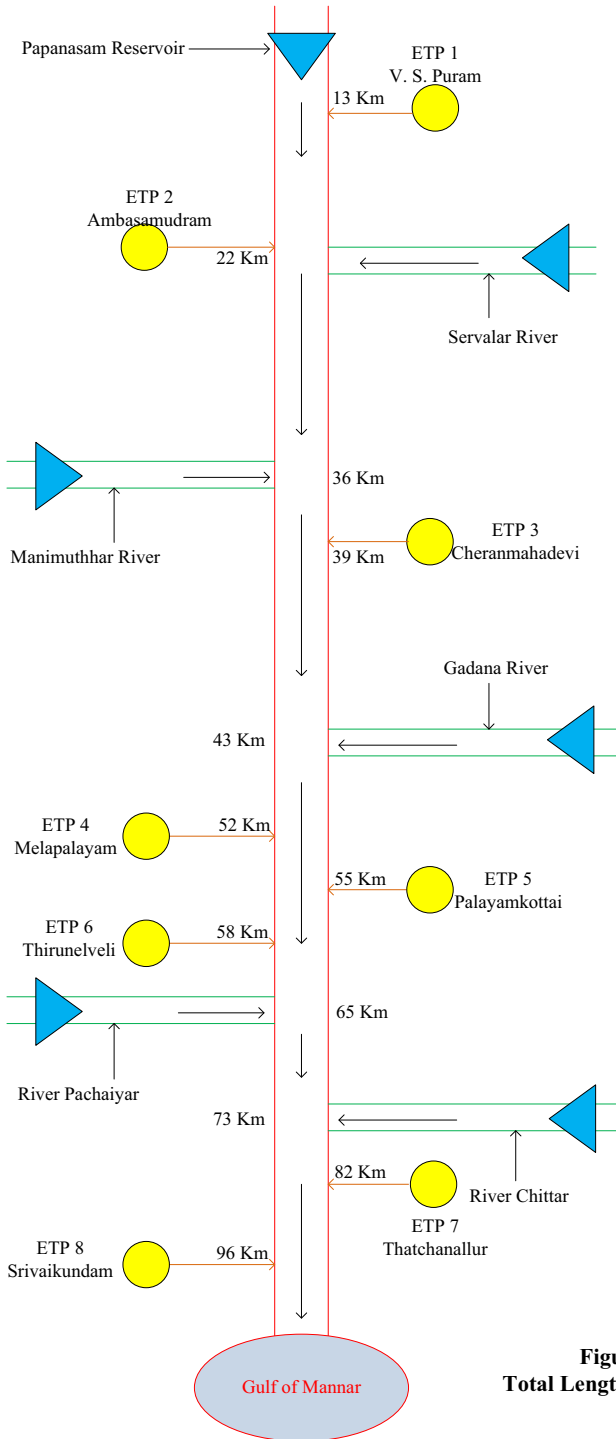 Papanasam Reservoir
ETP 1
V. S. Puram
13 Km
ETP 2
Ambasamudram
22 Km
Servalar River
36 Km
Manimuthhar River
ETP 3
Cheranmahadevi
39 Km
Gadana River
43 Km
ETP 4
Melapalayam
52 Km
55 Km
ETP 5
Palayamkottai
ETP 6
Thirunelveli
58 Km
65 Km
River Pachaiyar
73 Km
82 Km
River Chittar
ETP 7
Thatchanallur
ETP 8
Srivaikundam
96 Km
Gulf of Mannar
Total